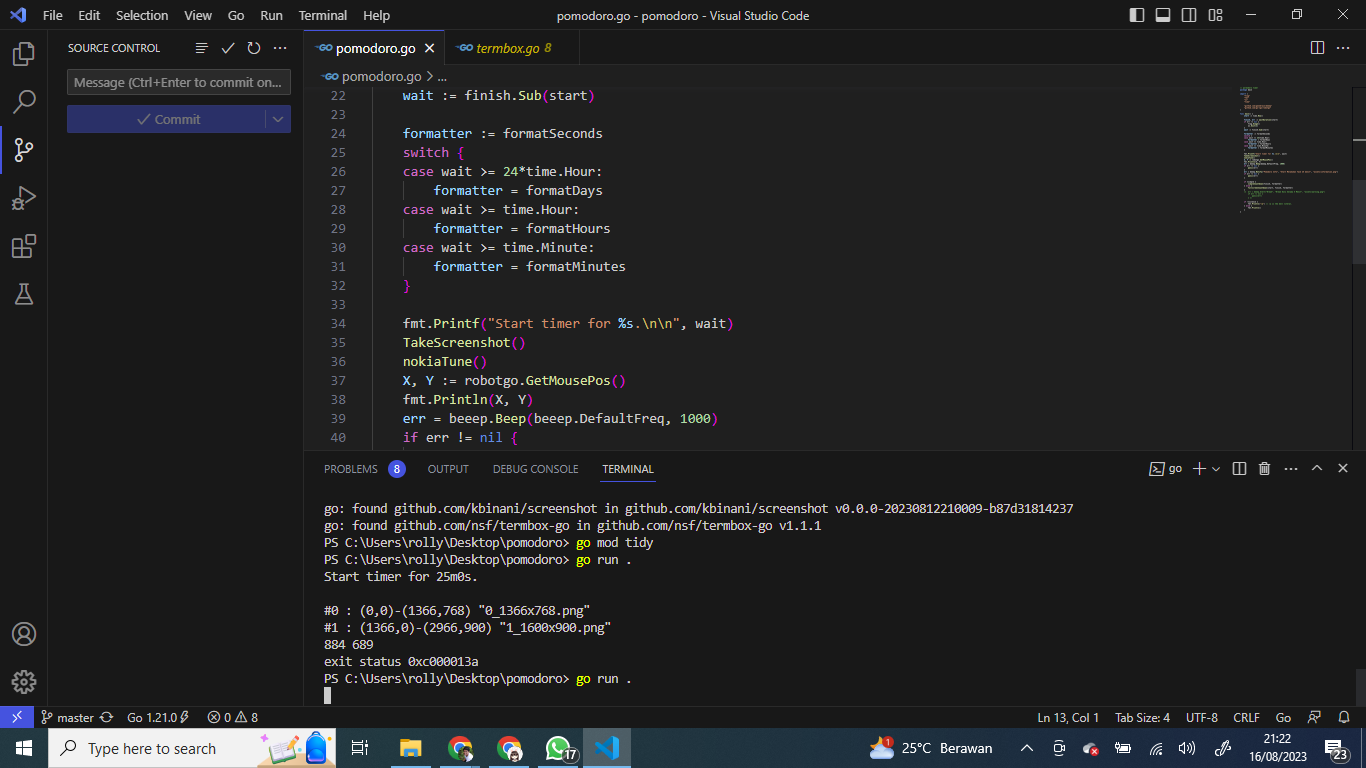 File Edit Selection View Go Run Terminal Help
pomodoro.go - pomodoro - Visual Studio Code
SOURCE CONTROL
Message (Ctrl+Enter to commit on...
Commit
pomodoro.go
termbox.go 8
pomodoro.go > ...
22 wait := finish.Sub(start)
23
24 formatter := formatSeconds
25 switch {
26 case wait >= 24*time.Hour:
27 formatter = formatDays
28 case wait >= time.Hour:
29 formatter = formatHours
30 case wait >= time.Minute:
31 formatter = formatMinutes
32 }
33
34 fmt.Printf("Start timer for %s.\n\n", wait)
35 TakeScreenshot()
36 nokiaTune()
37 X, Y := robotgo.GetMousePos()
38 fmt.Println(X, Y)
39 err = beeep.Beep(beeep.DefaultFreq, 1000)
40 if err != nil {
PROBLEMS 8 OUTPUT DEBUG CONSOLE TERMINAL
go
go: found github.com/kbinani/screenshot in github.com/kbinani/screenshot v0.0.0-20230812210009-b87d31814237
go: found github.com/nsf/termbox-go in github.com/nsf/termbox-go v1.1.1
PS C:\Users\rolly\Desktop\pomodoro> go mod tidy
PS C:\Users\rolly\Desktop\pomodoro> go run .
Start timer for 25m0s.
#0 : (0,0)-(1366,768) "0_1366x768.png"
#1 : (1366,0)-(2966,900) "1_1600x900.png"
884 689
exit status 0xc000013a
PS C:\Users\rolly\Desktop\pomodoro> go run .
master Go 1.21.0 0 8 Ln 13, Col 1 Tab Size: 4 UTF-8 CRLF Go
Type here to search
17
1
25°C Berawan
21:22
16/08/2023
23